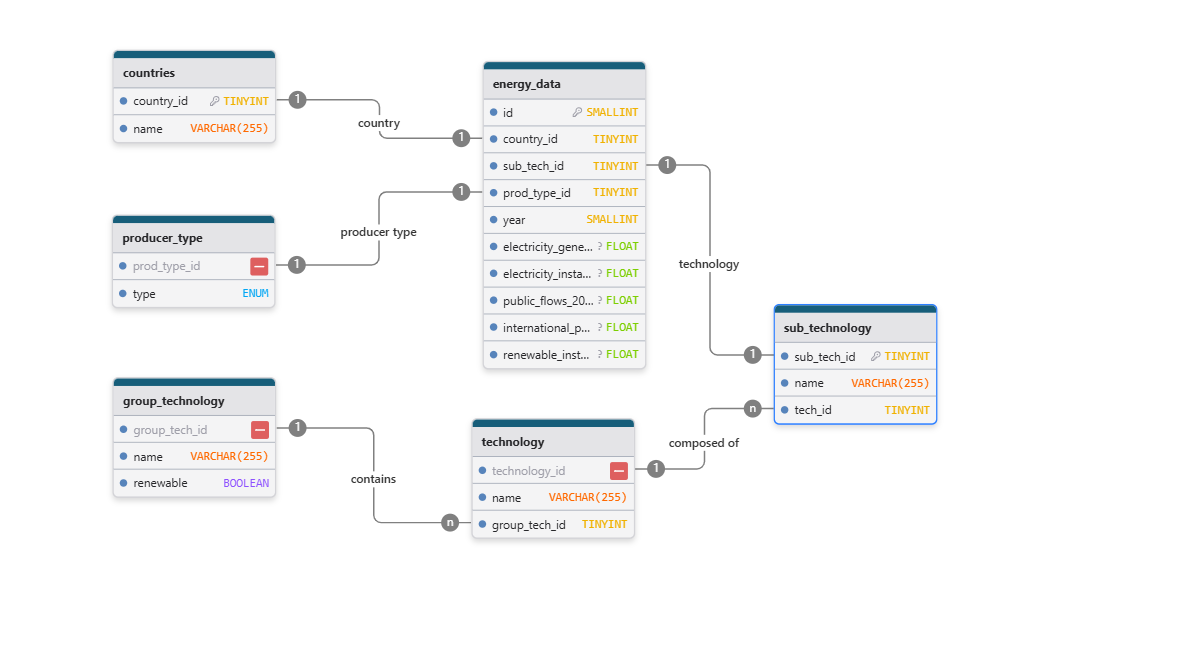 countries
country_id TINYINT
name VARCHAR(255)
1
country
1
energy_data
id SMALLINT
country_id TINYINT
sub_tech_id TINYINT
prod_type_id TINYINT
year SMALLINT
electricity_gene... ? FLOAT
electricity_insta... ? FLOAT
public_flows_20... ? FLOAT
international_p... ? FLOAT
renewable_inst... ? FLOAT
producer_type
prod_type_id
type ENUM
1
producer type
1
1
technology
1
sub_technology
sub_tech_id TINYINT
name VARCHAR(255)
tech_id TINYINT
group_technology
group_tech_id
name VARCHAR(255)
renewable BOOLEAN
1
contains
n
technology
technology_id
name VARCHAR(255)
group_tech_id TINYINT
1
composed of
n